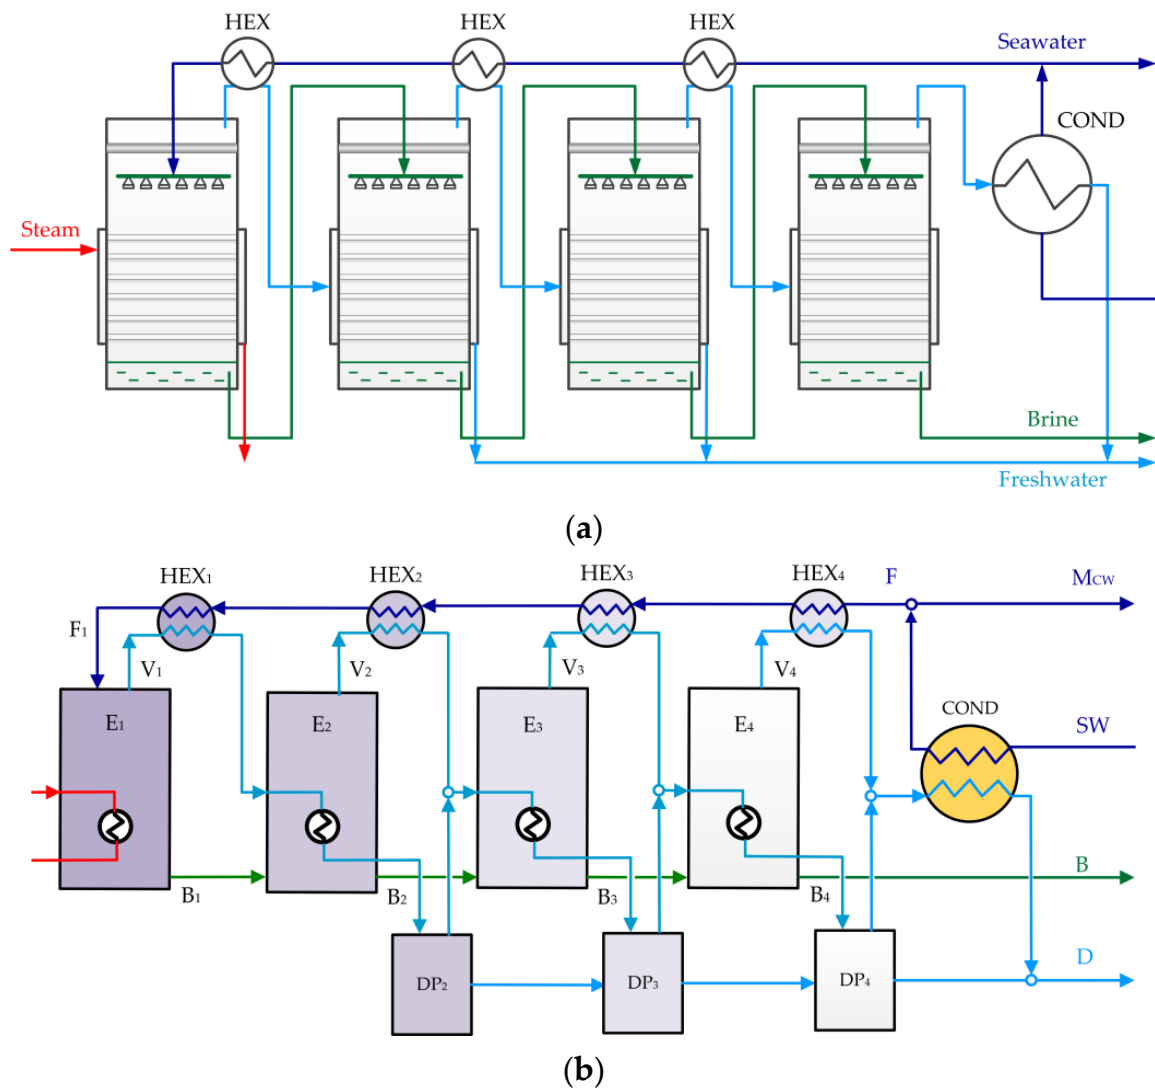 HEX HEX HEX
Seawater
COND
Steam
Brine
Freshwater
(a)
HEX₁ HEX₂ HEX₃ HEX₄ F M_CW
F₁
V₁ V₂ V₃ V₄
E₁ E₂ E₃ E₄ COND
SW
B₁ B₂ B₃ B₄ B
DP₂ DP₃ DP₄ D
(b)